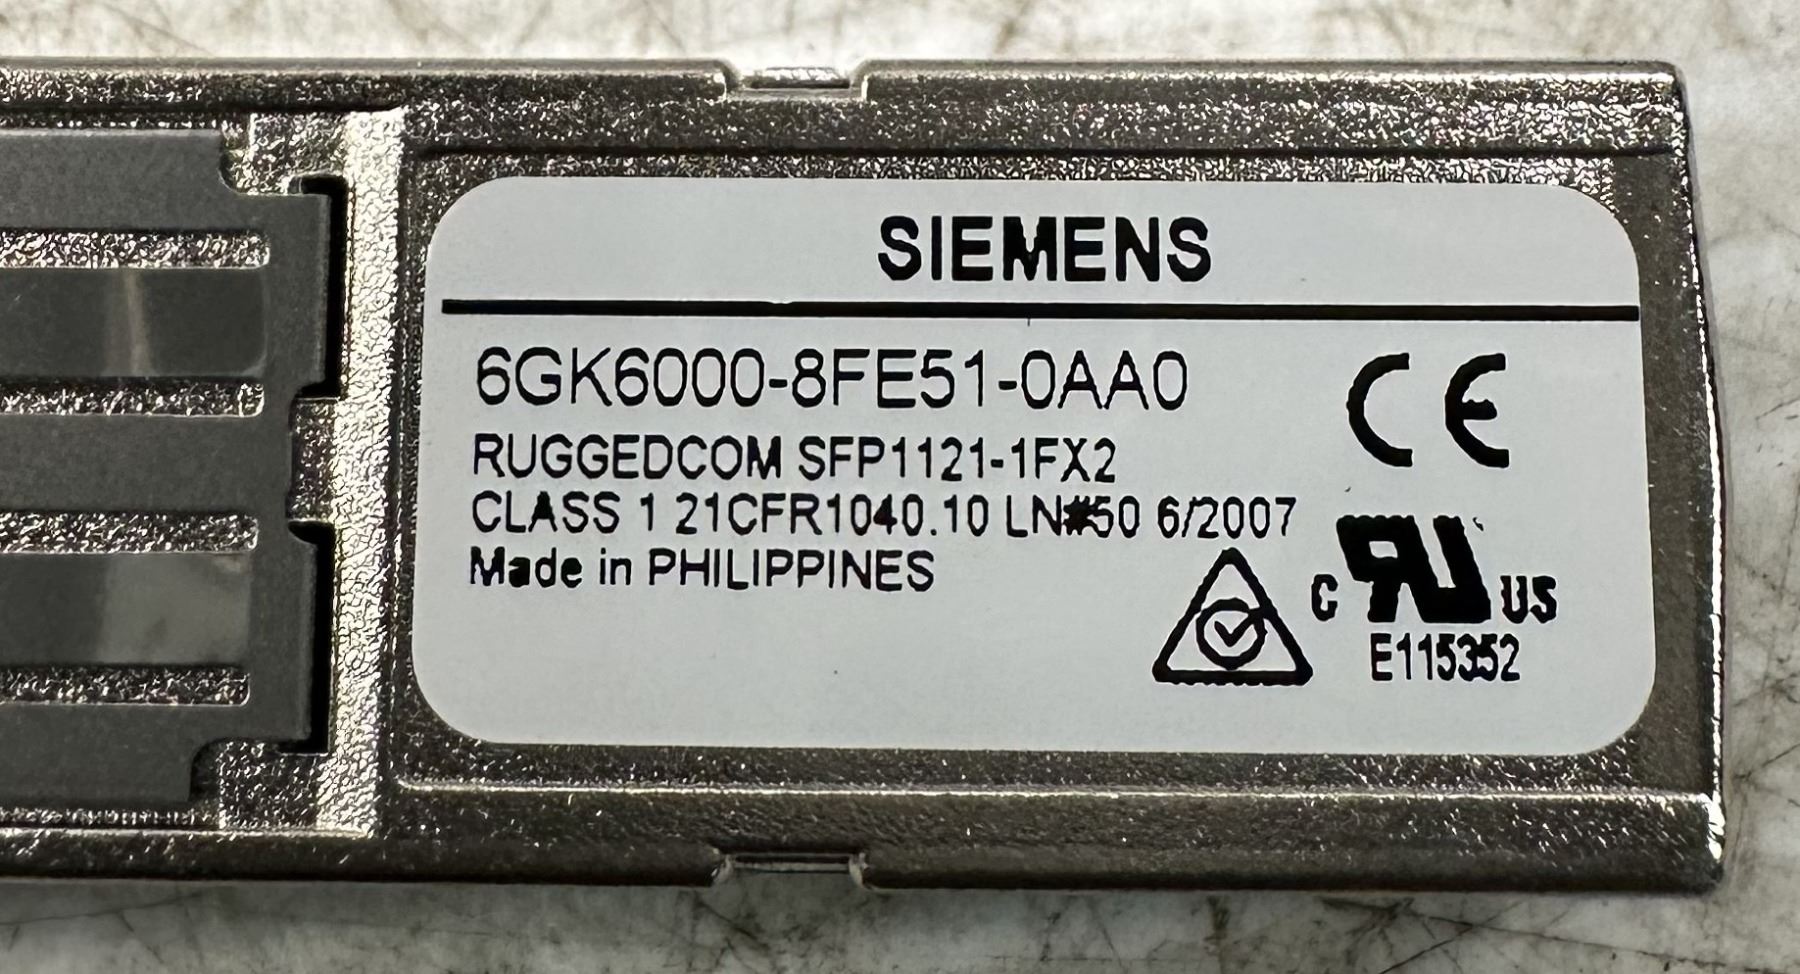 SIEMENS
6GK6000-8FE51-0AA0
RUGGEDCOM SFP1121-1FX2
CLASS 1 21CFR1040.10 LN#50 6/2007
Made in PHILIPPINES
CE
C RU US
E115352